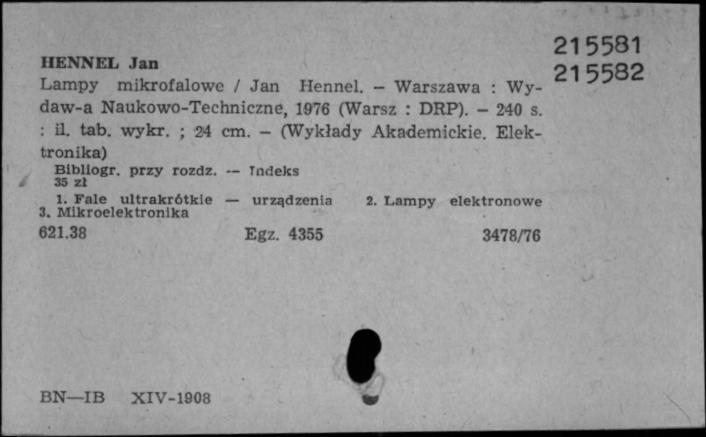 215581
HENNEL Jan
215582
Lampy mikrofalowe / Jan Hennel. — Warszawa : Wy-
daw-a Naukowo-Techniczne, 1976 (Warsz : DRP). — 240 s.
: il. tab. wykr. ; 24 cm. — (Wykłady Akademickie. Elek-
tronika)
Bibliogr. przy rozdz. — Indeks
35 zł
1. Fale ultrakrótkie — urządzenia 2. Lampy elektronowe
3. Mikroelektronika
621.38 Egz. 4355 3478/76
BN—IB XIV-1908